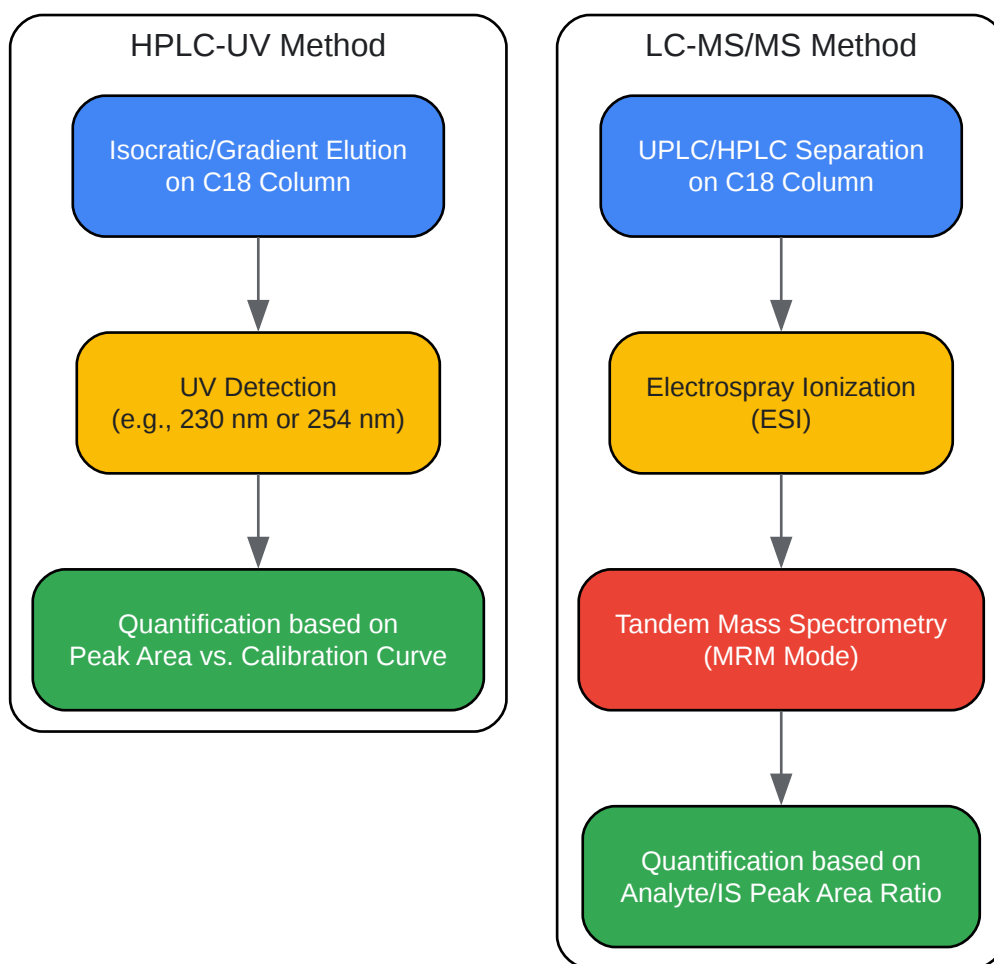 HPLC-UV Method
Isocratic/Gradient Elution
on C18 Column
UV Detection
(e.g., 230 nm or 254 nm)
Quantification based on
Peak Area vs. Calibration Curve
LC-MS/MS Method
UPLC/HPLC Separation
on C18 Column
Electrospray Ionization
(ESI)
Tandem Mass Spectrometry
(MRM Mode)
Quantification based on
Analyte/IS Peak Area Ratio